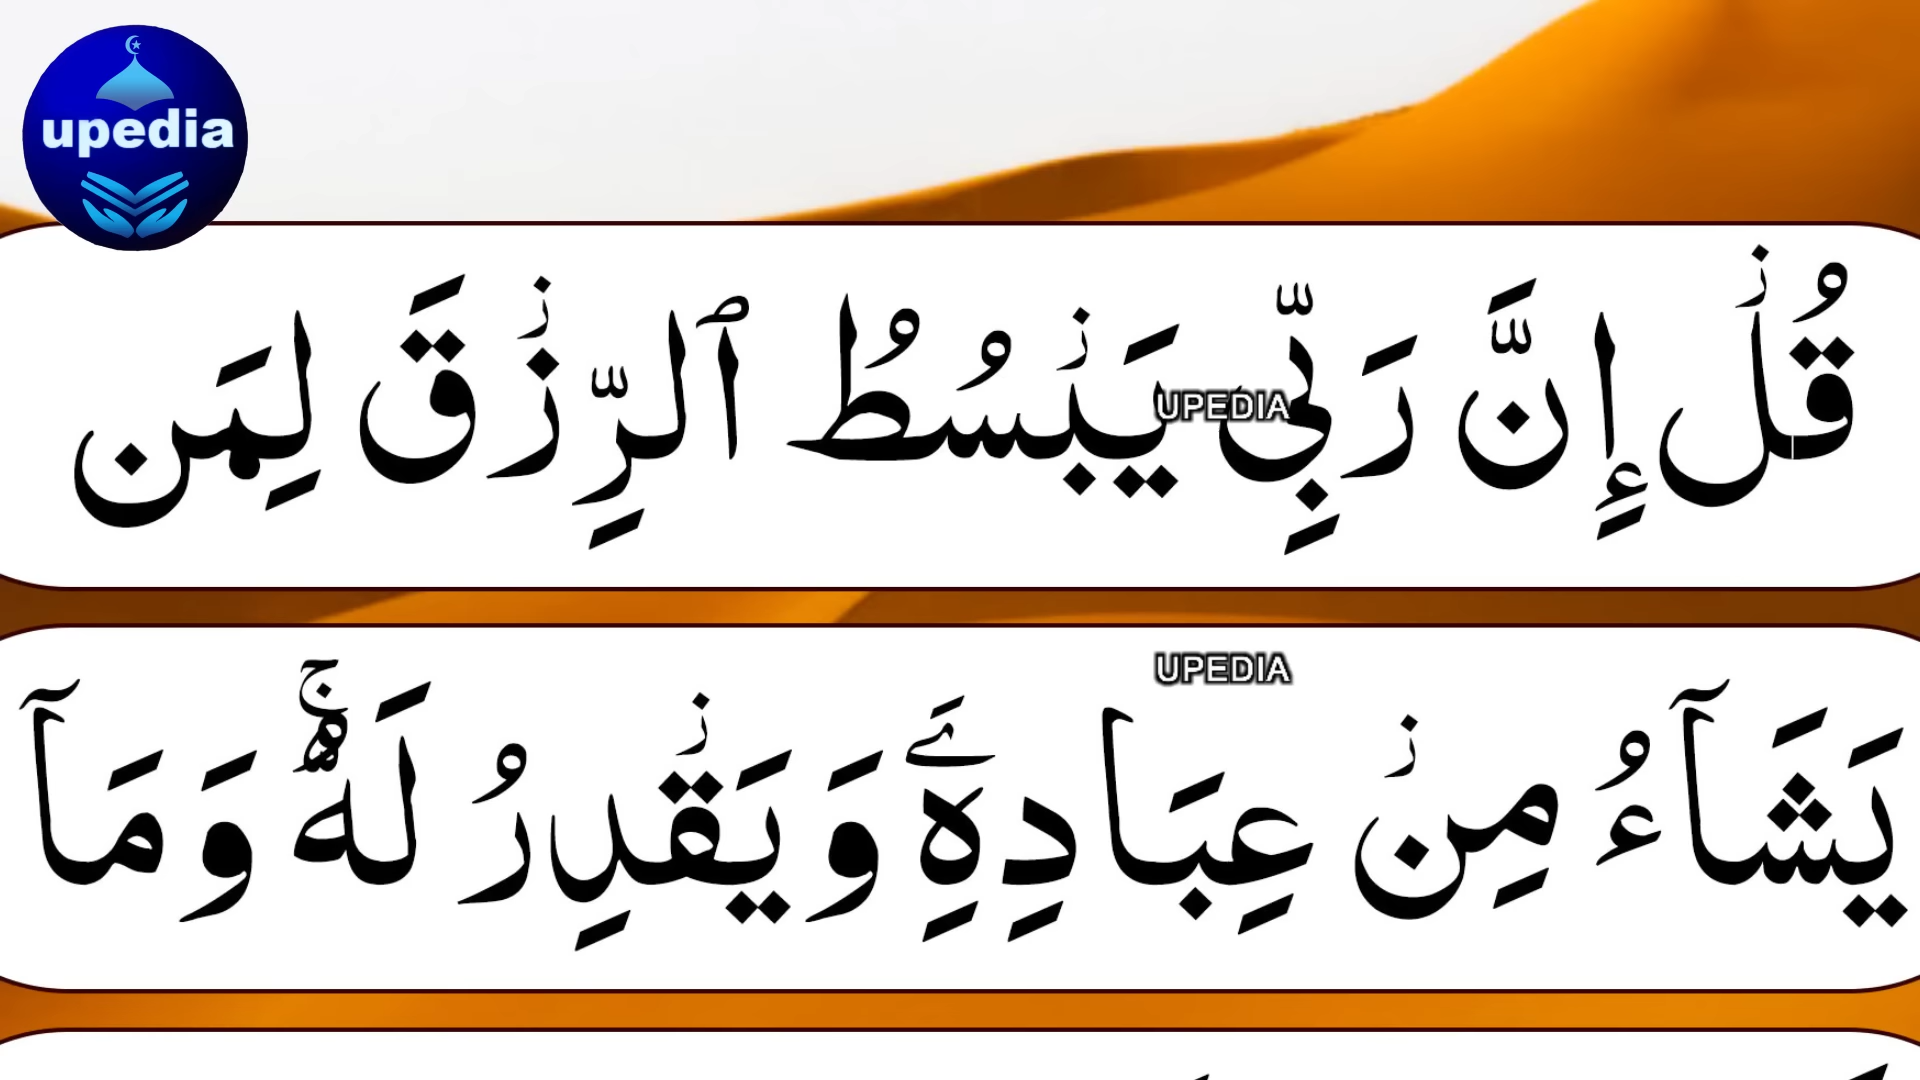 upedia
قُلۡ إِنَّ رَبِّي يَبۡسُطُ ٱلرِّزۡقَ لِمَن
UPEDIA
UPEDIA
يَشَآءُ مِنۡ عِبَادِهِۦ وَيَقۡدِرُ لَهُۥۚ وَمَآ